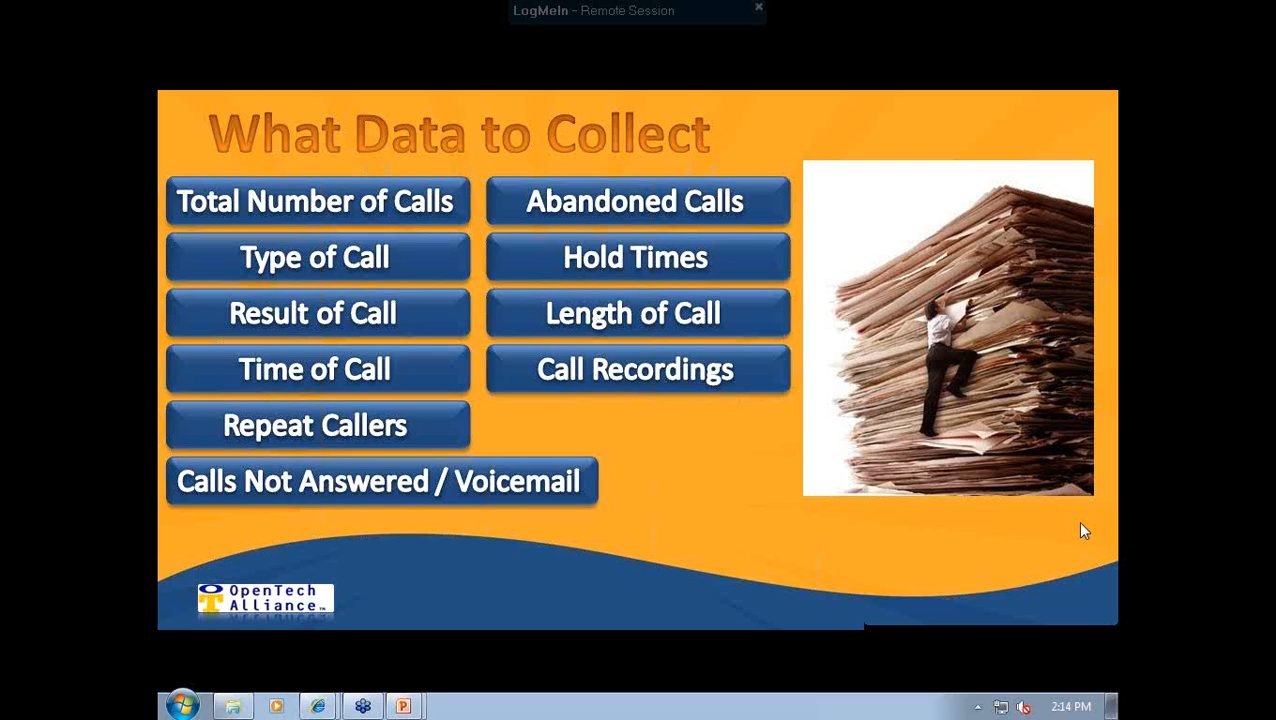 LogMeIn - Remote Session
What Data to Collect
Total Number of Calls
Type of Call
Result of Call
Time of Call
Repeat Callers
Calls Not Answered / Voicemail
Abandoned Calls
Hold Times
Length of Call
Call Recordings
OpenTech
Alliance™
2:14 PM